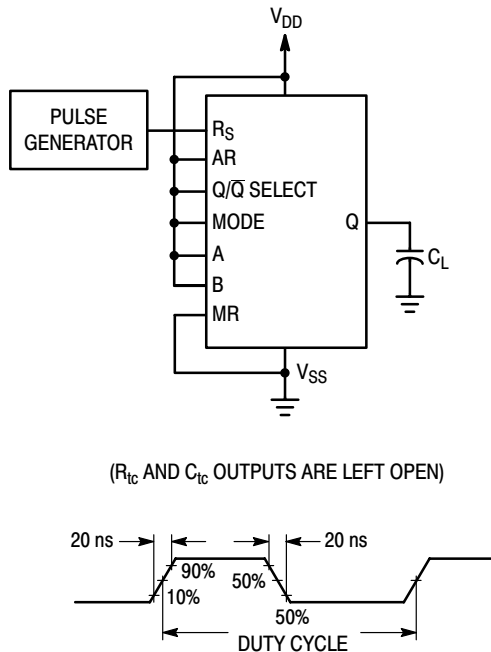 V_DD
PULSE
GENERATOR
R_S
AR
Q/Q̅ SELECT
MODE
Q
A
C_L
B
MR
V_SS
(R_tc AND C_tc OUTPUTS ARE LEFT OPEN)
20 ns
20 ns
90%
50%
10%
50%
DUTY CYCLE